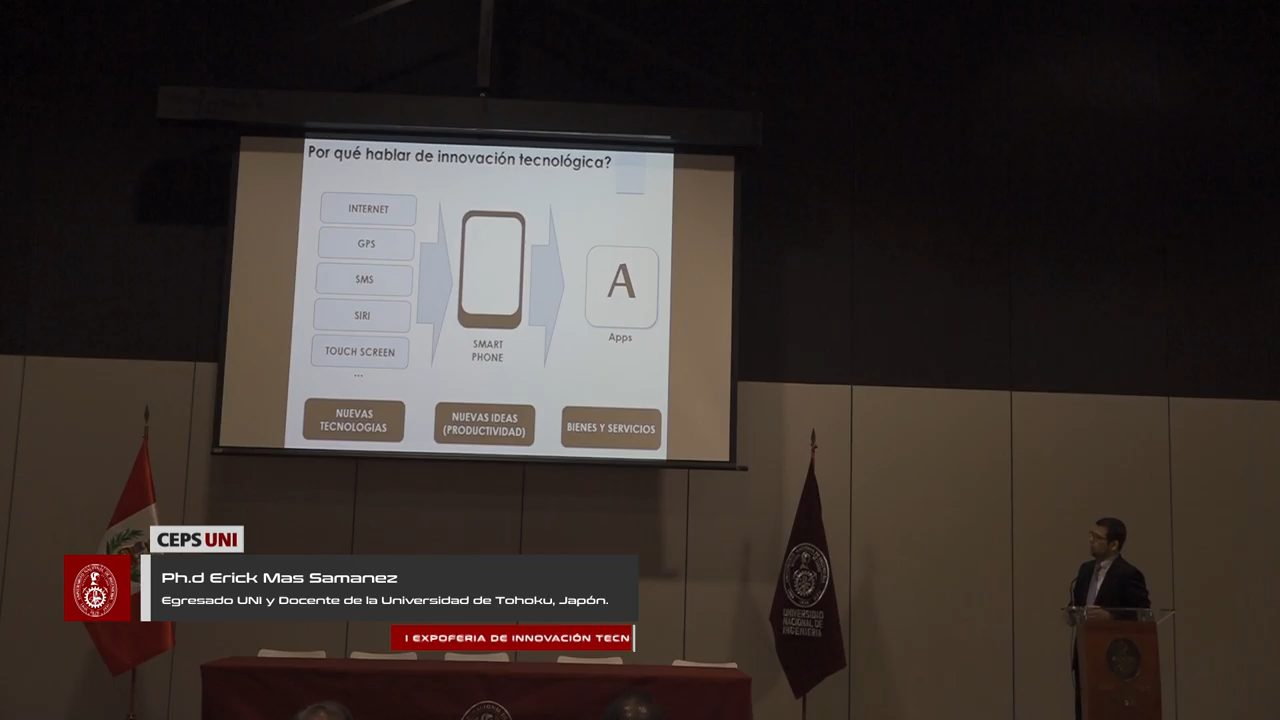 Por qué hablar de innovación tecnológica?
INTERNET
GPS
SMS
SIRI
TOUCH SCREEN
...
SMART
PHONE
A
Apps
NUEVAS
TECNOLOGIAS
NUEVAS IDEAS
(PRODUCTIVIDAD)
BIENES Y SERVICIOS
CEPS UNI
Ph.d Erick Mas Samanez
Egresado UNI y Docente de la Universidad de Tohoku, Japón.
I EXPOFERIA DE INNOVACIÓN TECN
UNIVERSIDAD
NACIONAL DE
INGENIERÍA